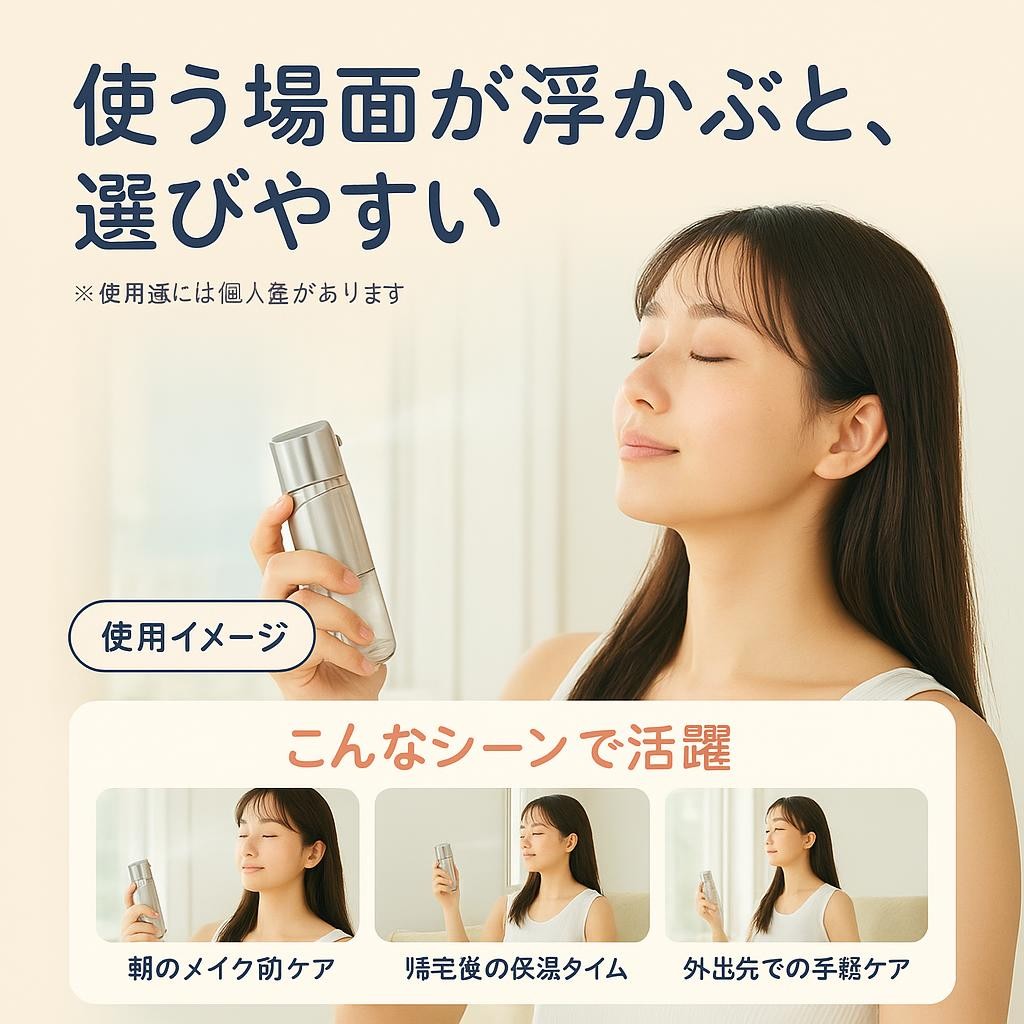 使う場面が浮かぶと、
選びやすい
※使用には個人があります
使用イメージ
こんなシーンで活躍
朝のメイク前ケア
帰宅後の保湿タイム
外出先での手軽ケア